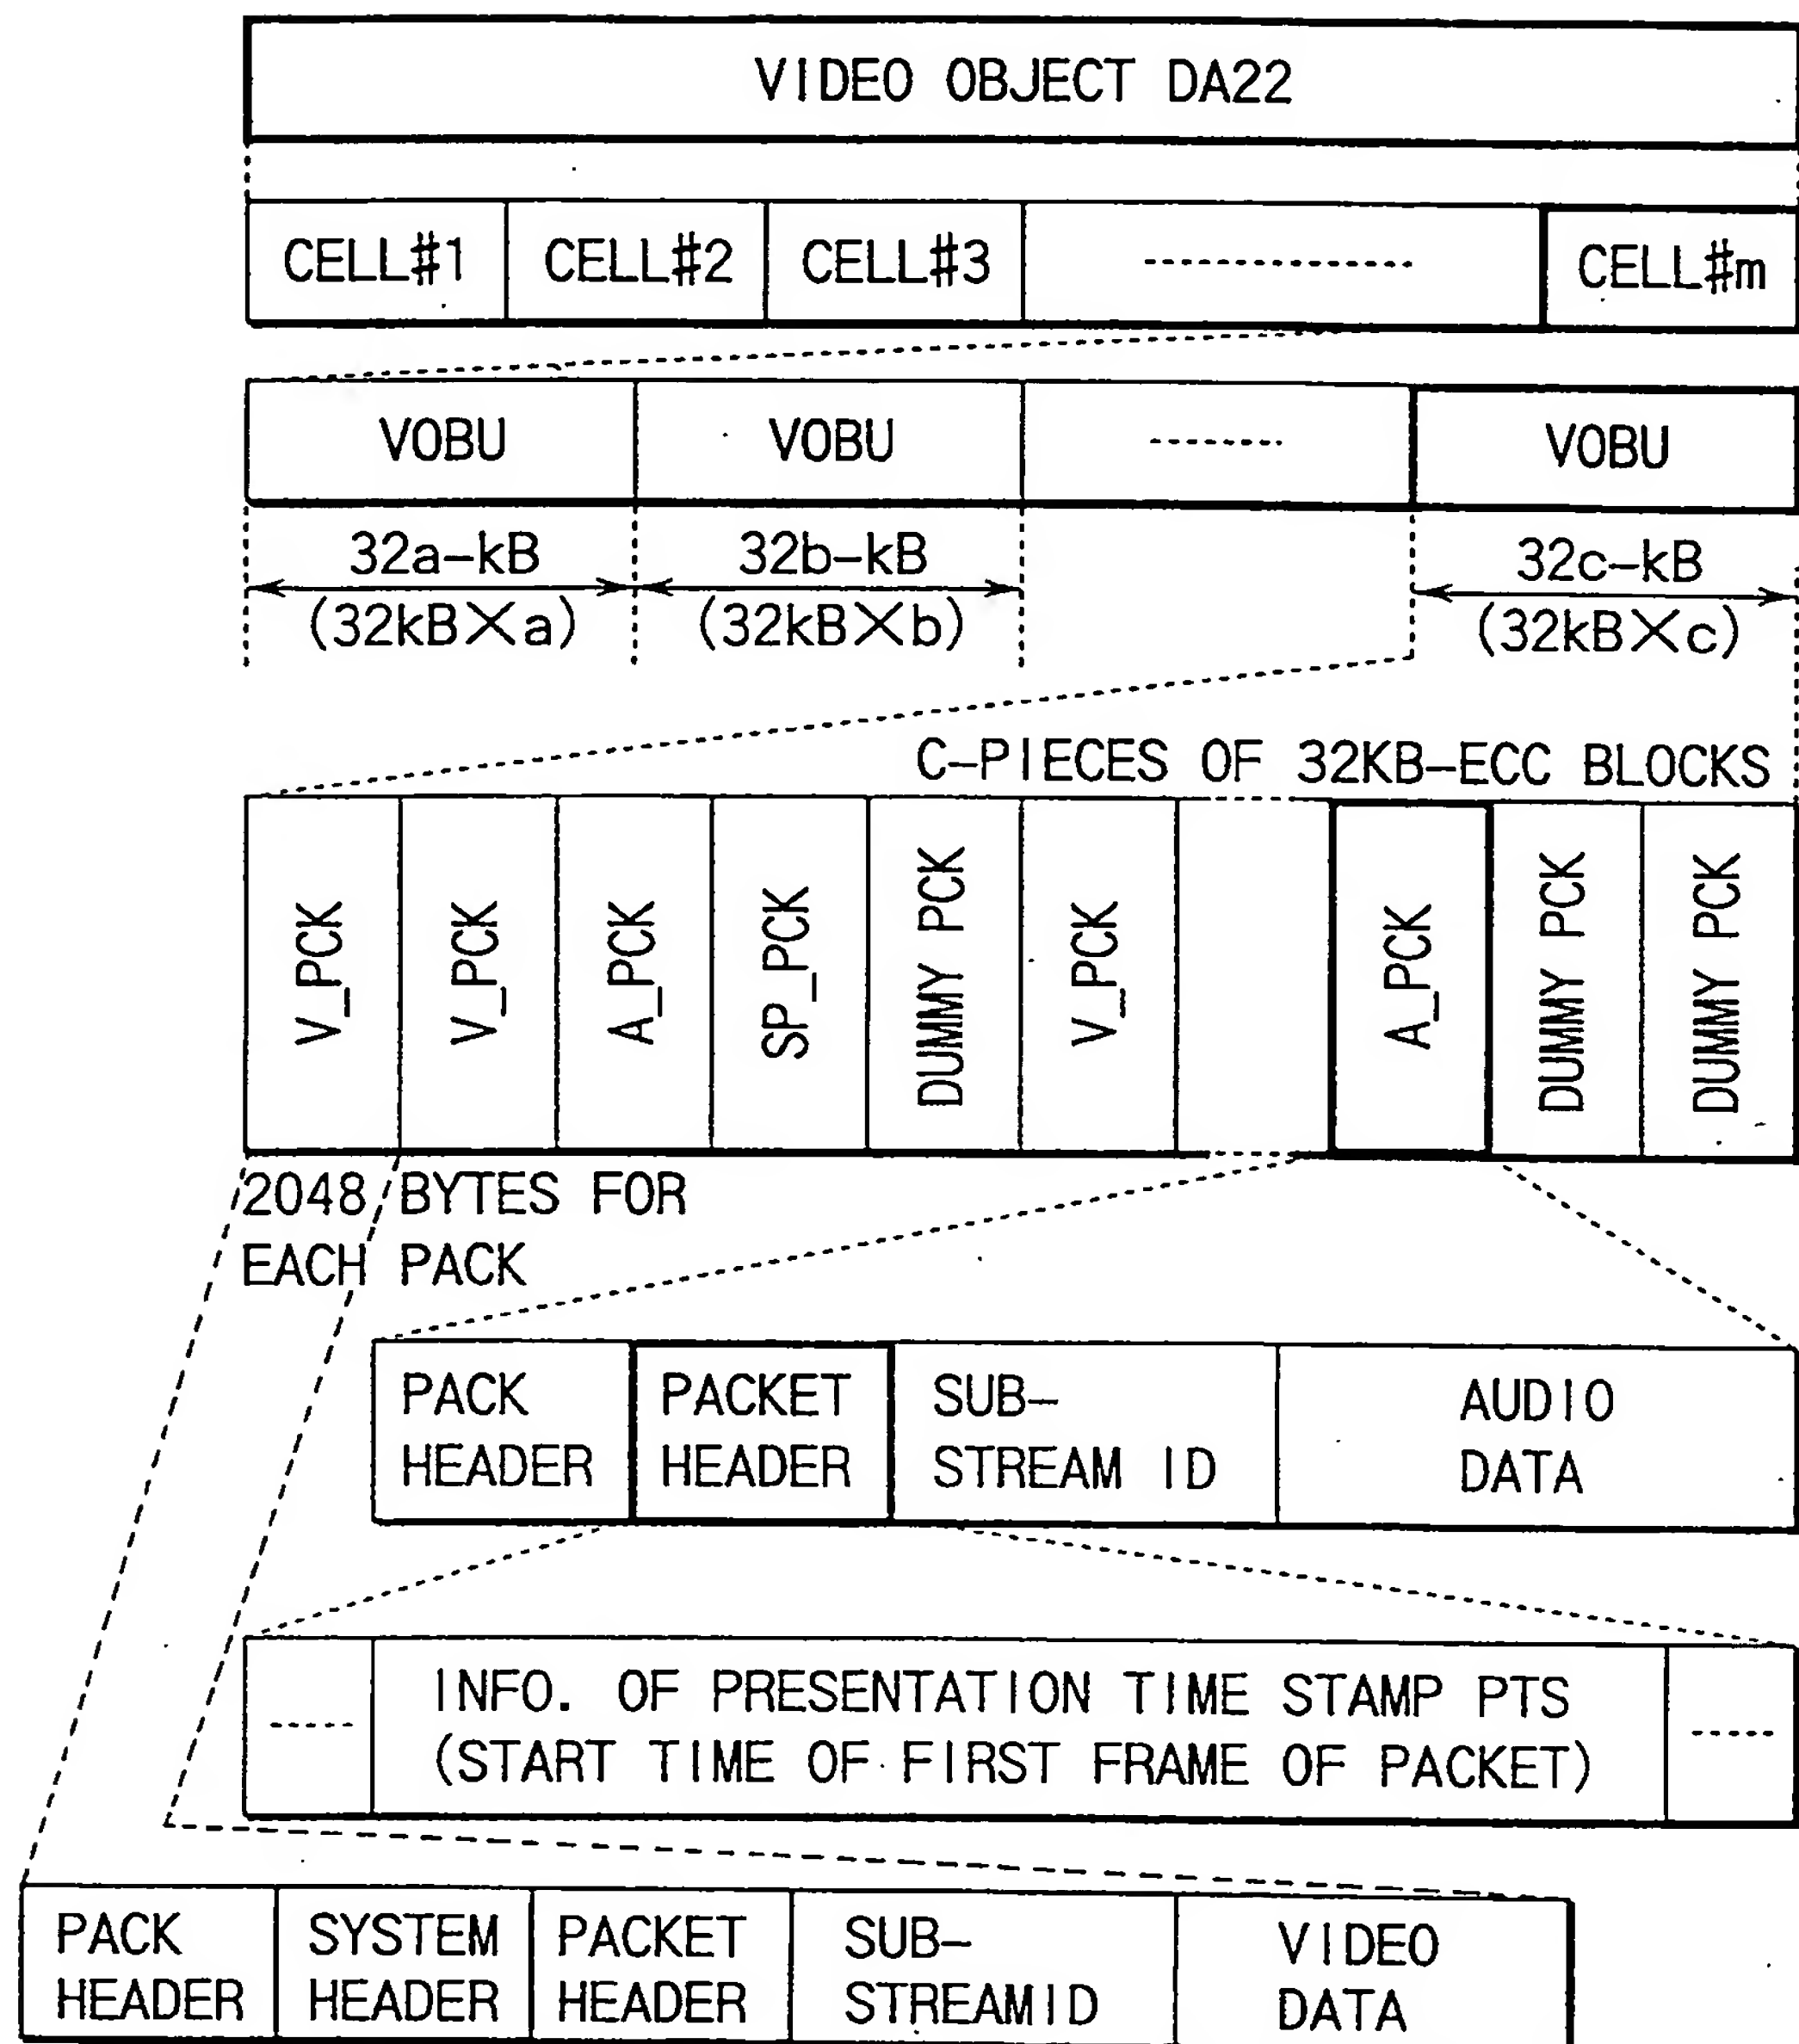 VIDEO OBJECT DA22
CELL#1 CELL#2 CELL#3 CELL#m
VOBU VOBU VOBU
32a-kB 32b-kB 32c-kB
(32kB×a) (32kB×b) (32kB×c)
C-PIECES OF 32KB-ECC BLOCKS
V_PCK V_PCK A_PCK SP_PCK DUMMY PCK V_PCK A_PCK DUMMY PCK DUMMY PCK
2048 BYTES FOR
EACH PACK
PACK PACKET SUB- AUDIO
HEADER HEADER STREAM ID DATA
INFO. OF PRESENTATION TIME STAMP PTS
(START TIME OF FIRST FRAME OF PACKET)
PACK SYSTEM PACKET SUB- VIDEO
HEADER HEADER HEADER STREAMID DATA